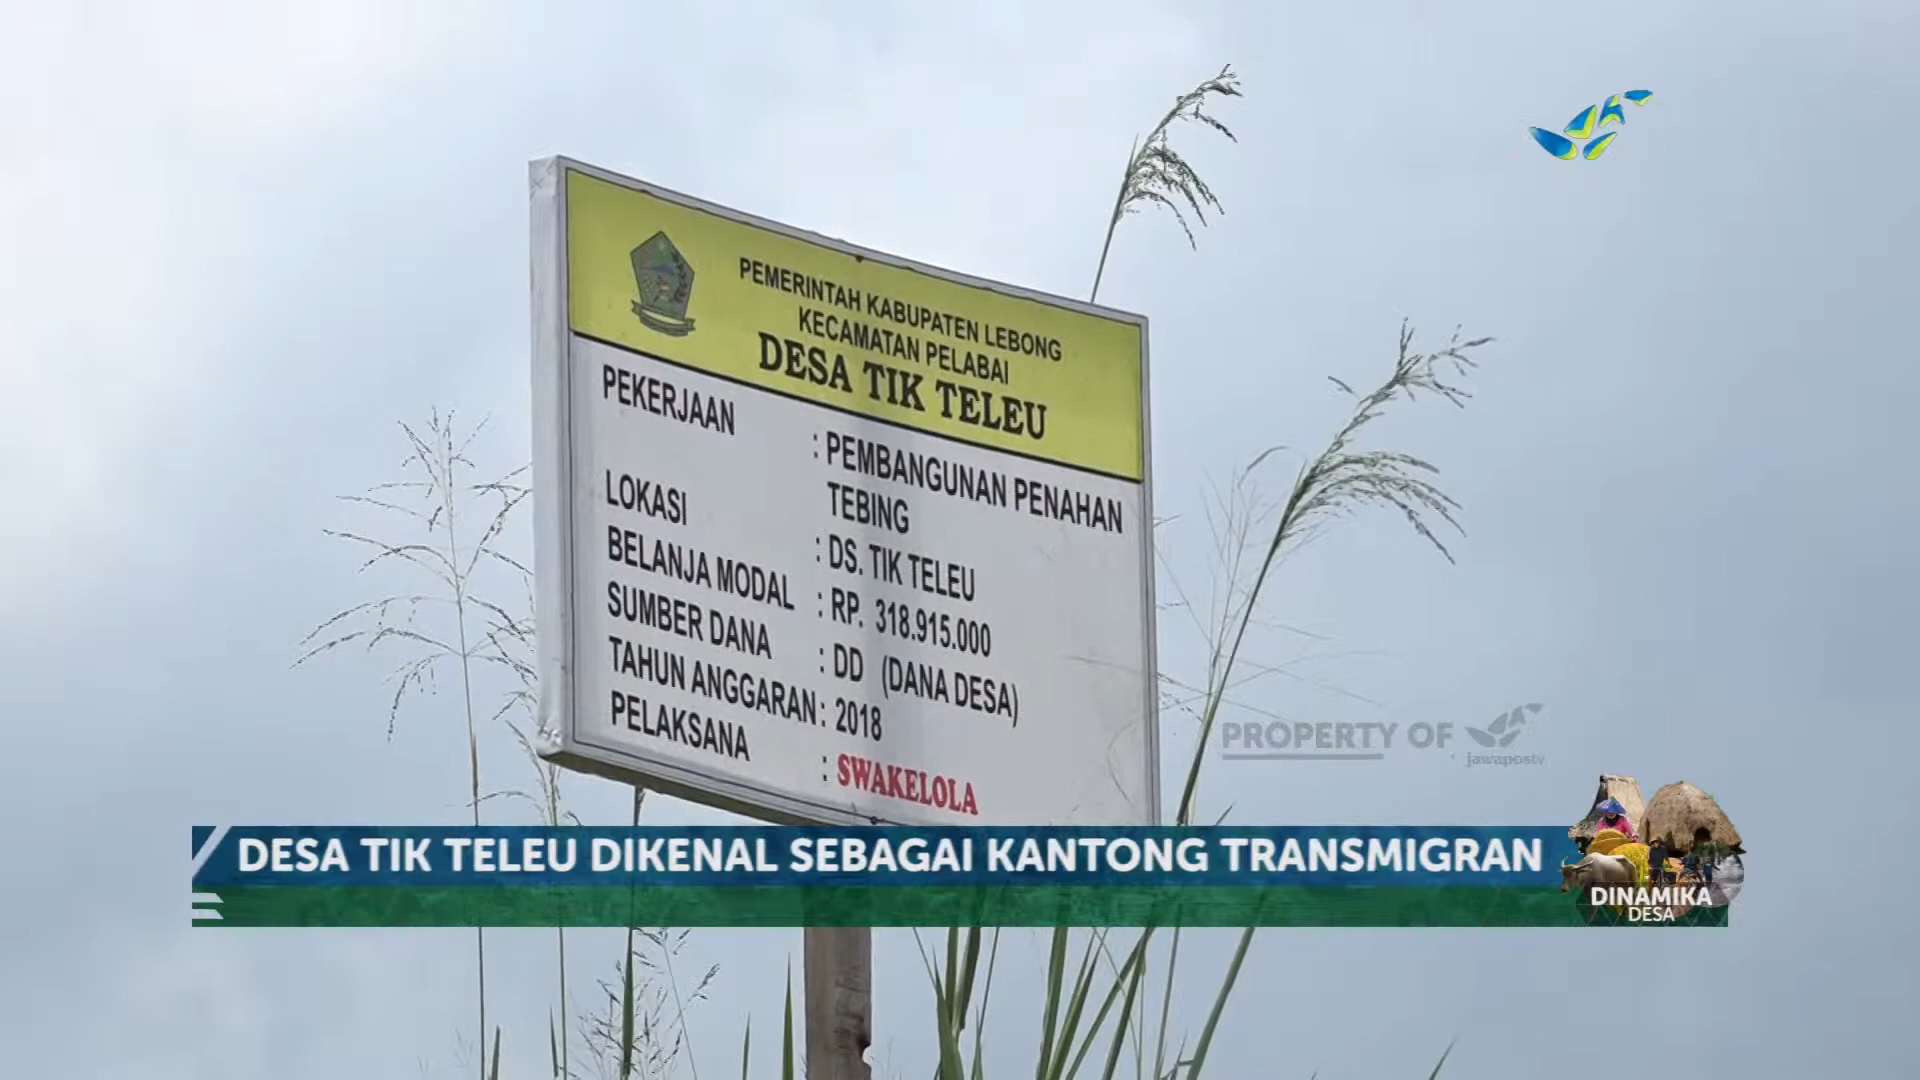 PEMERINTAH KABUPATEN LEBONG
KECAMATAN PELABAI
DESA TIK TELEU
PEKERJAAN : PEMBANGUNAN PENAHAN
TEBING
LOKASI : DS. TIK TELEU
BELANJA MODAL : RP. 318.915.000
SUMBER DANA : DD (DANA DESA)
TAHUN ANGGARAN : 2018
PELAKSANA : SWAKELOLA
PROPERTY OF
jawapostv
DESA TIK TELEU DIKENAL SEBAGAI KANTONG TRANSMIGRAN
DINAMIKA
DESA